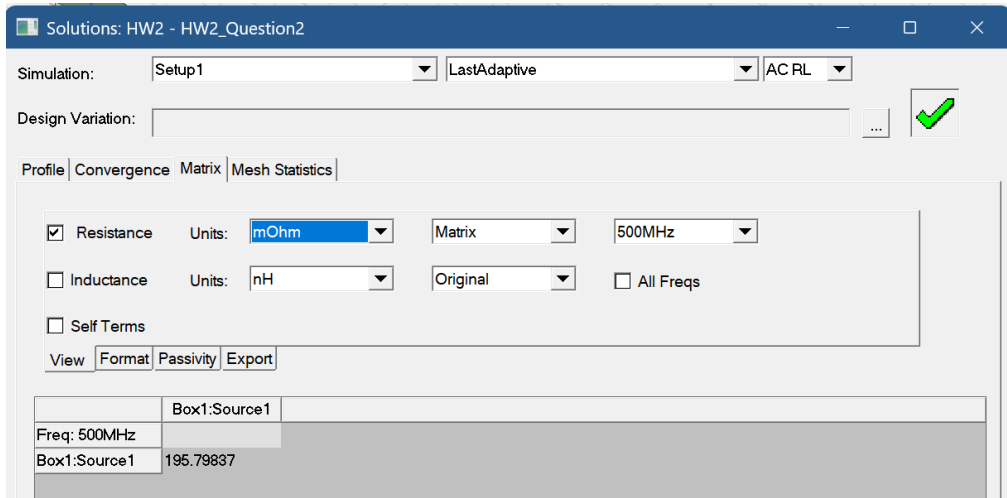 Solutions: HW2 - HW2_Question2
Simulation: Setup1 LastAdaptive AC RL
Design Variation: ...
Profile Convergence Matrix Mesh Statistics
Resistance Units: mOhm Matrix 500MHz
Inductance Units: nH Original All Freqs
Self Terms
View Format Passivity Export
Box1:Source1
Freq: 500MHz
Box1:Source1 195.79837